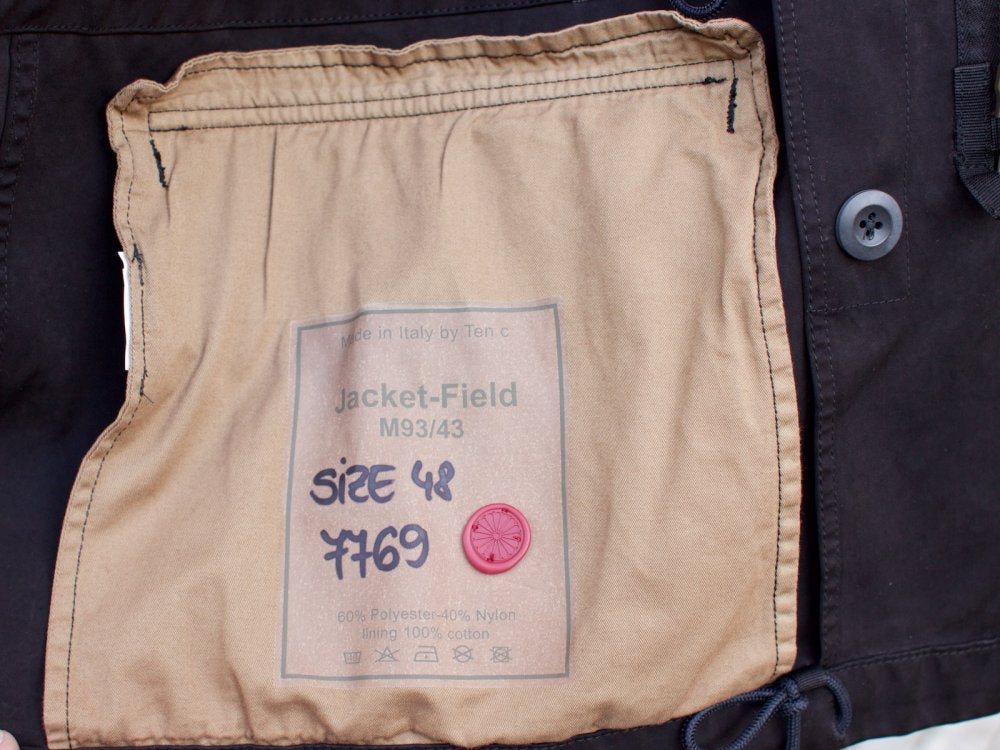 Made in Italy by Ten c
Jacket-Field
M93/43
SiZE 48
7769
60% Polyester-40% Nylon
lining 100% cotton